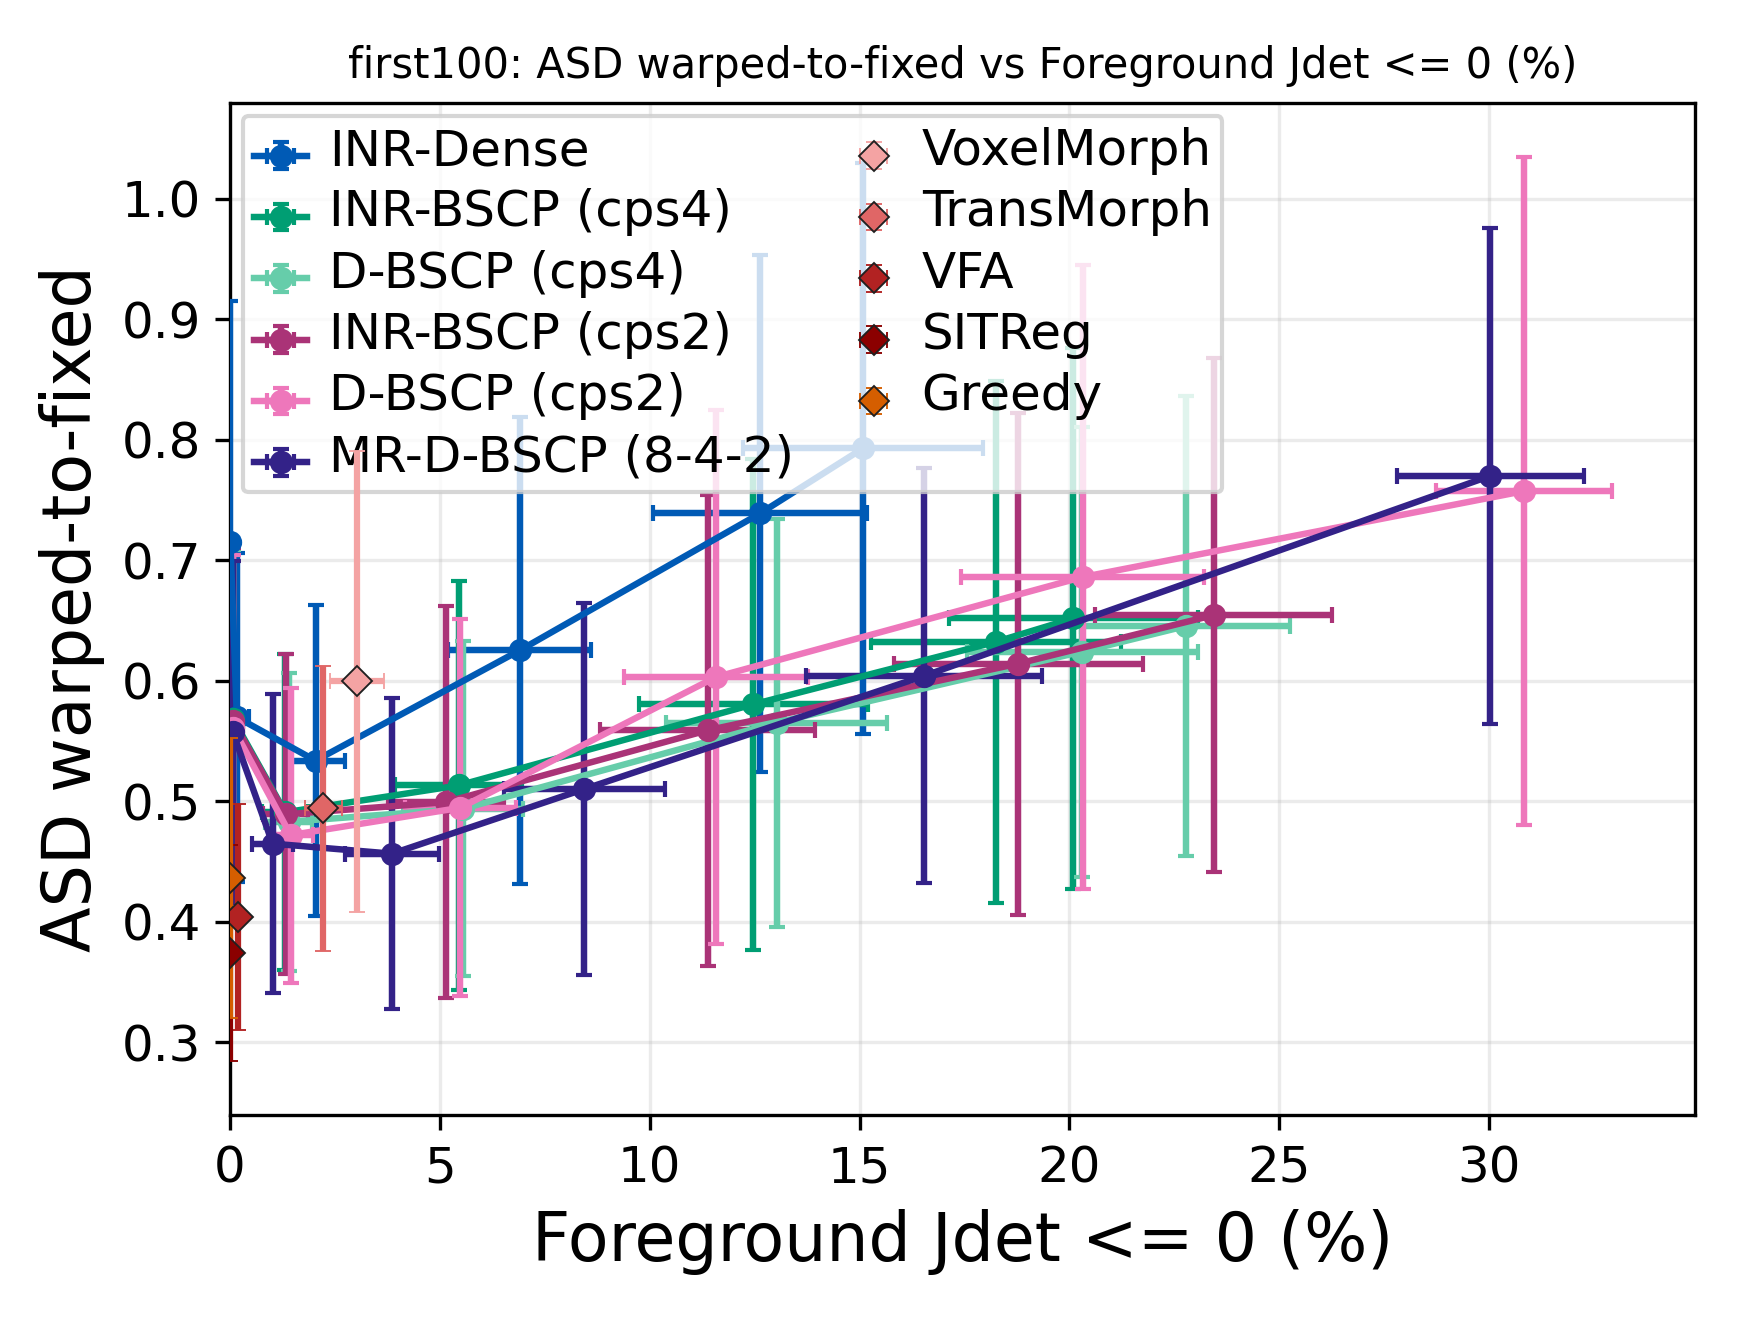 first100: ASD warped-to-fixed vs Foreground Jdet <= 0 (%)
INR-Dense
INR-BSCP (cps4)
D-BSCP (cps4)
INR-BSCP (cps2)
D-BSCP (cps2)
MR-D-BSCP (8-4-2)
VoxelMorph
TransMorph
VFA
SITReg
Greedy
ASD warped-to-fixed
1.0
0.9
0.8
0.7
0.6
0.5
0.4
0.3
0 5 10 15 20 25 30
Foreground Jdet <= 0 (%)